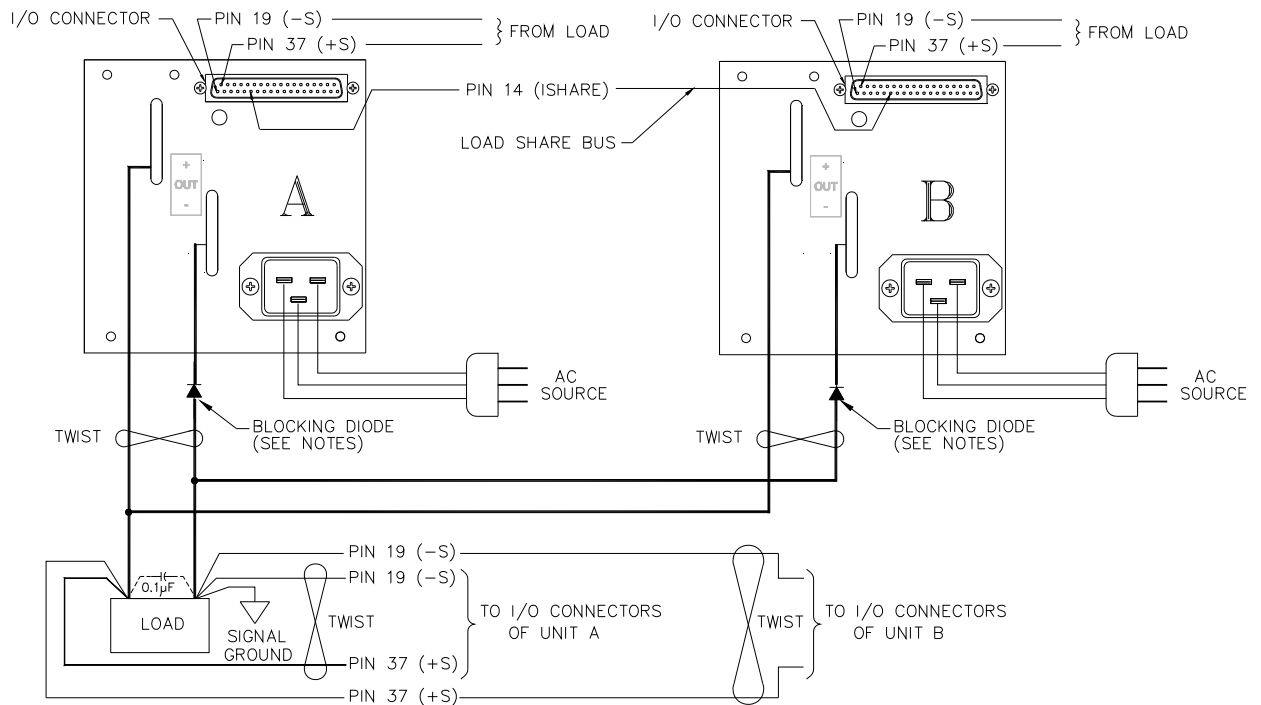 I/O CONNECTOR
PIN 19 (-S)
PIN 37 (+S)
FROM LOAD
I/O CONNECTOR
PIN 19 (-S)
PIN 37 (+S)
FROM LOAD
PIN 14 (ISHARE)
LOAD SHARE BUS
+
OUT
-
A
+
OUT
-
B
AC
SOURCE
AC
SOURCE
BLOCKING DIODE
(SEE NOTES)
TWIST
BLOCKING DIODE
(SEE NOTES)
TWIST
PIN 19 (-S)
PIN 19 (-S)
0.1µF
LOAD
SIGNAL
GROUND
TWIST
TO I/O CONNECTORS
OF UNIT A
TWIST
TO I/O CONNECTORS
OF UNIT B
PIN 37 (+S)
PIN 37 (+S)